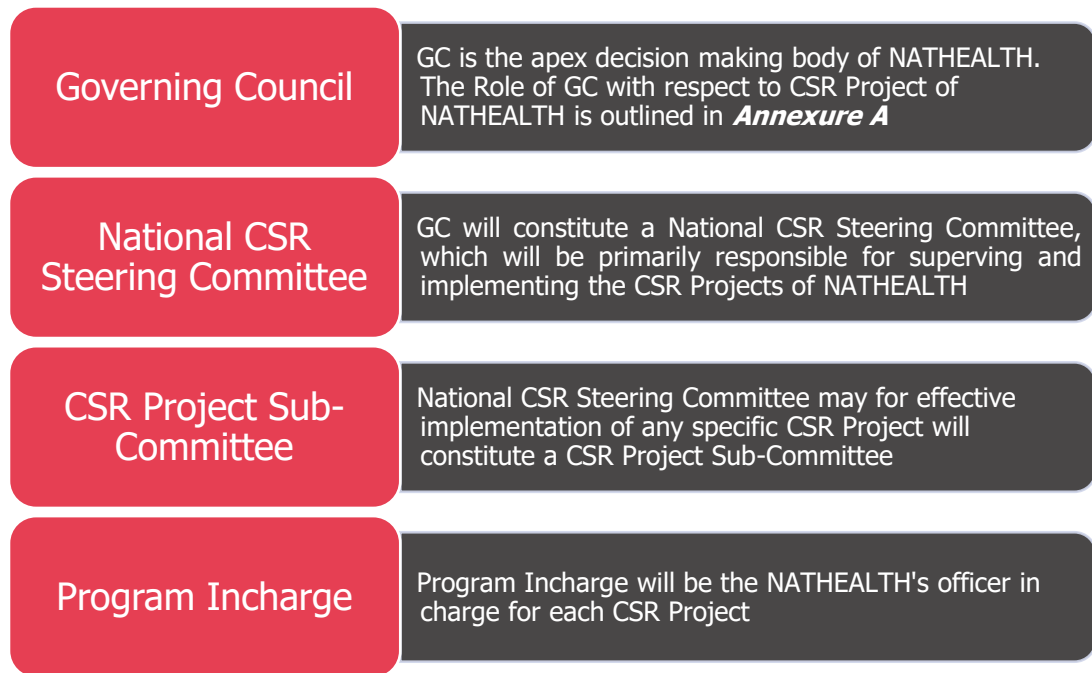 Governing Council
GC is the apex decision making body of NATHEALTH.
The Role of GC with respect to CSR Project of
NATHEALTH is outlined in Annexure A
National CSR
Steering Committee
GC will constitute a National CSR Steering Committee,
which will be primarily responsible for superving and
implementing the CSR Projects of NATHEALTH
CSR Project Sub-
Committee
National CSR Steering Committee may for effective
implementation of any specific CSR Project will
constitute a CSR Project Sub-Committee
Program Incharge
Program Incharge will be the NATHEALTH's officer in
charge for each CSR Project